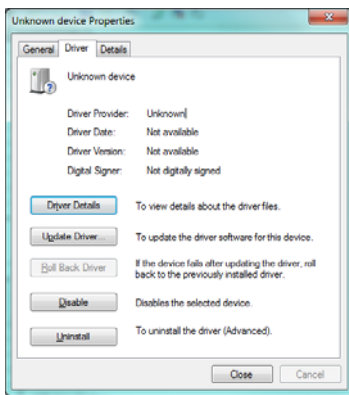 Unknown device Properties
General Driver Details
Unknown device
Driver Provider: Unknown
Driver Date: Not available
Driver Version: Not available
Digital Signer: Not digitally signed
Driver Details To view details about the driver files.
Update Driver... To update the driver software for this device.
Roll Back Driver If the device fails after updating the driver, roll
back to the previously installed driver.
Disable Disables the selected device.
Uninstall To uninstall the driver (Advanced).
Close Cancel